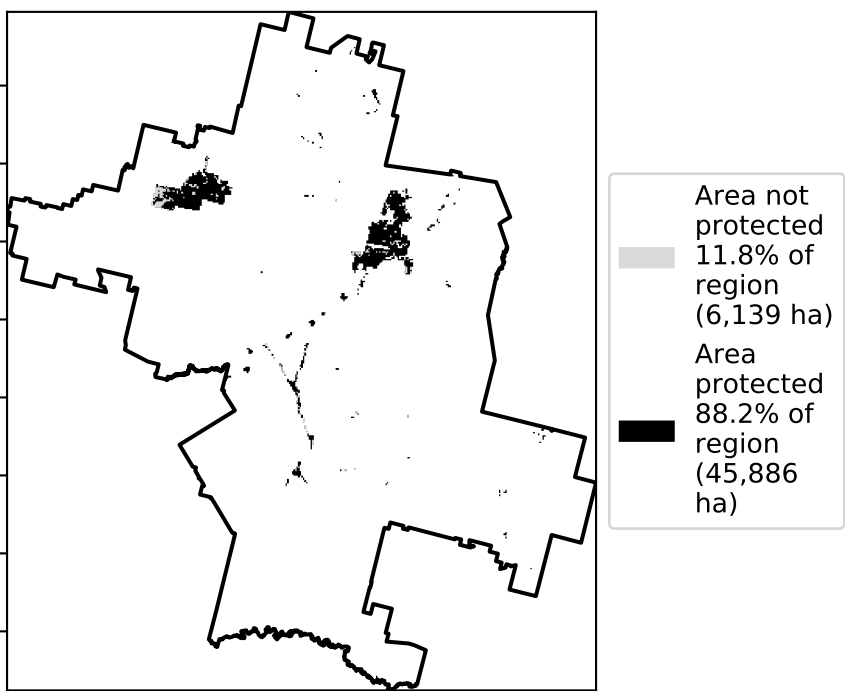 Area not
protected
11.8% of
region
(6,139 ha)
Area
protected
88.2% of
region
(45,886
ha)